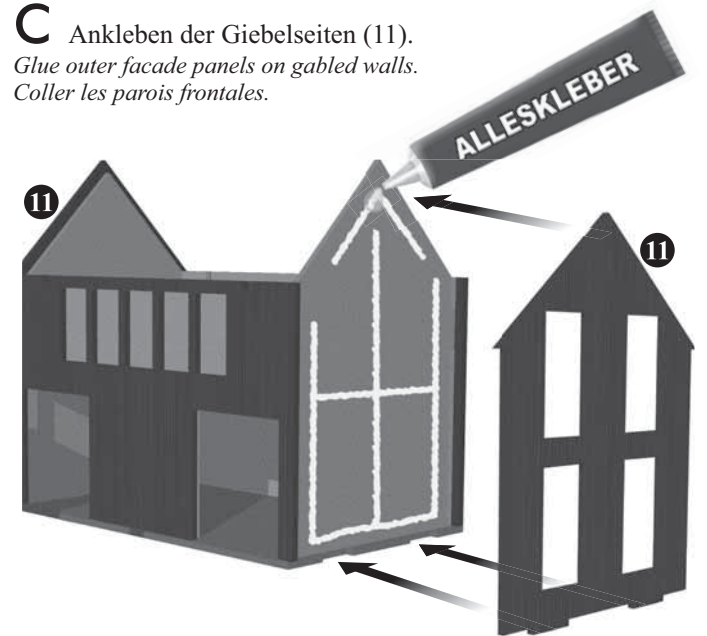 C Ankleben der Giebelseiten (11).
Glue outer facade panels on gabled walls.
Coller les parois frontales.
ALLESKLEBER
11
11